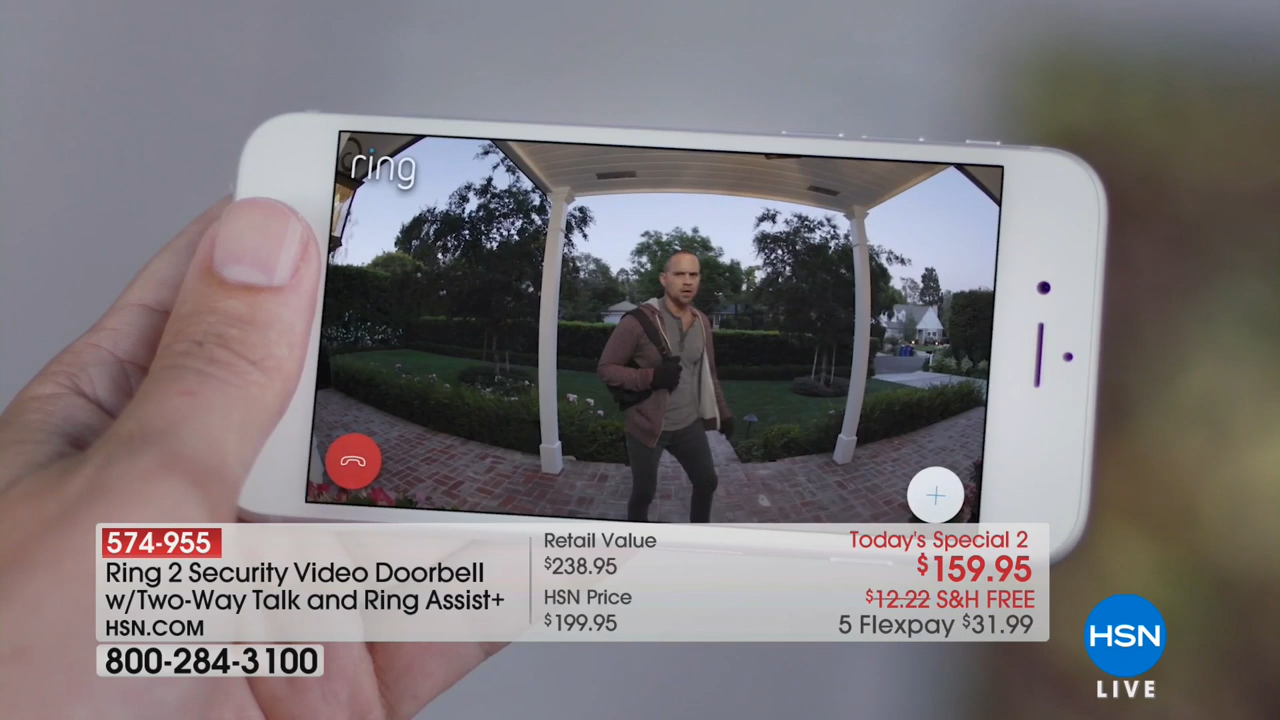 ring
574-955
Ring 2 Security Video Doorbell
w/Two-Way Talk and Ring Assist+
HSN.COM
800-284-3100
Retail Value
$238.95
HSN Price
$199.95
Today's Special 2
$159.95
$12.22 S&H FREE
5 Flexpay $31.99
HSN
LIVE